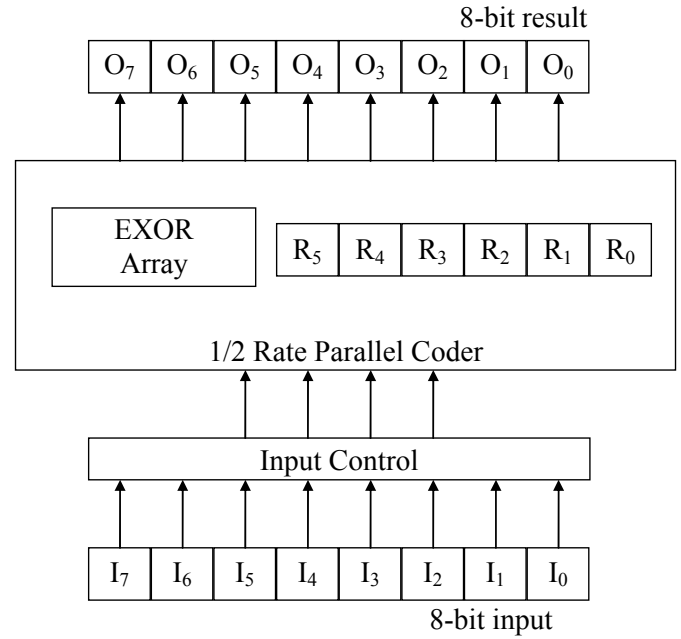 8-bit result
O₇ O₆ O₅ O₄ O₃ O₂ O₁ O₀
EXOR
Array
R₅ R₄ R₃ R₂ R₁ R₀
1/2 Rate Parallel Coder
Input Control
I₇ I₆ I₅ I₄ I₃ I₂ I₁ I₀
8-bit input